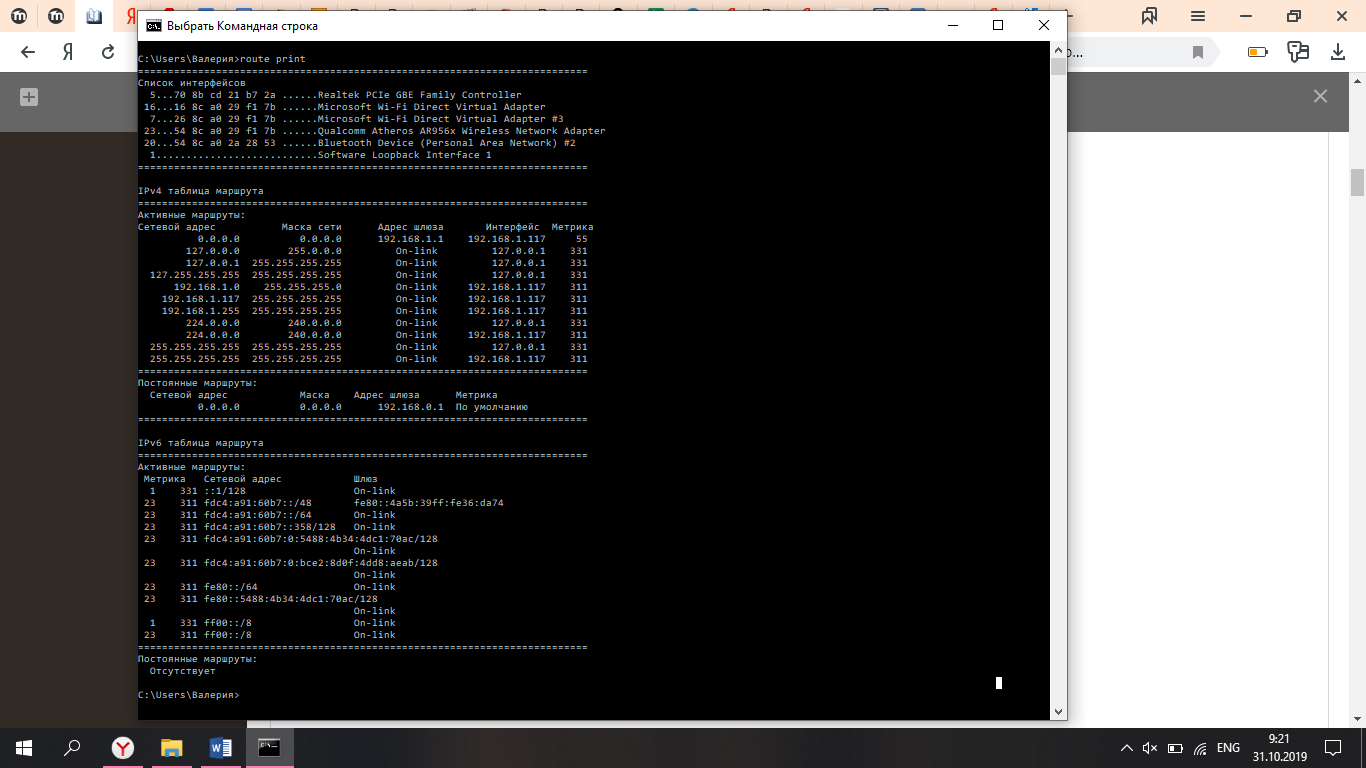 Выбрать Командная строка
C:\Users\Валерия>route print
===========================================================================
Список интерфейсов
5...70 8b cd 21 b7 2a ......Realtek PCIe GBE Family Controller
16...16 8c a0 29 f1 7b ......Microsoft Wi-Fi Direct Virtual Adapter
7...26 8c a0 29 f1 7b ......Microsoft Wi-Fi Direct Virtual Adapter #3
23...54 8c a0 29 f1 7b ......Qualcomm Atheros AR956x Wireless Network Adapter
20...54 8c a0 2a 28 53 ......Bluetooth Device (Personal Area Network) #2
1...........................Software Loopback Interface 1
===========================================================================
IPv4 таблица маршрута
===========================================================================
Активные маршруты:
Сетевой адрес Маска сети Адрес шлюза Интерфейс Метрика
0.0.0.0 0.0.0.0 192.168.1.1 192.168.1.117 55
127.0.0.0 255.0.0.0 On-link 127.0.0.1 331
127.0.0.1 255.255.255.255 On-link 127.0.0.1 331
127.255.255.255 255.255.255.255 On-link 127.0.0.1 331
192.168.1.0 255.255.255.0 On-link 192.168.1.117 311
192.168.1.117 255.255.255.255 On-link 192.168.1.117 311
192.168.1.255 255.255.255.255 On-link 192.168.1.117 311
224.0.0.0 240.0.0.0 On-link 127.0.0.1 331
224.0.0.0 240.0.0.0 On-link 192.168.1.117 311
255.255.255.255 255.255.255.255 On-link 127.0.0.1 331
255.255.255.255 255.255.255.255 On-link 192.168.1.117 311
===========================================================================
Постоянные маршруты:
Сетевой адрес Маска Адрес шлюза Метрика
0.0.0.0 0.0.0.0 192.168.0.1 По умолчанию
===========================================================================
IPv6 таблица маршрута
===========================================================================
Активные маршруты:
Метрика Сетевой адрес Шлюз
1 331 ::1/128 On-link
23 311 fdc4:a91:60b7::/48 fe80::4a5b:39ff:fe36:da74
23 311 fdc4:a91:60b7::/64 On-link
23 311 fdc4:a91:60b7::358/128 On-link
23 311 fdc4:a91:60b7:0:5488:4b34:4dc1:70ac/128
On-link
23 311 fdc4:a91:60b7:0:bce2:8d0f:4dd8:aeab/128
On-link
23 311 fe80::/64 On-link
23 311 fe80::5488:4b34:4dc1:70ac/128
On-link
1 331 ff00::/8 On-link
23 311 ff00::/8 On-link
===========================================================================
Постоянные маршруты:
Отсутствует
C:\Users\Валерия>
ENG
9:21
31.10.2019